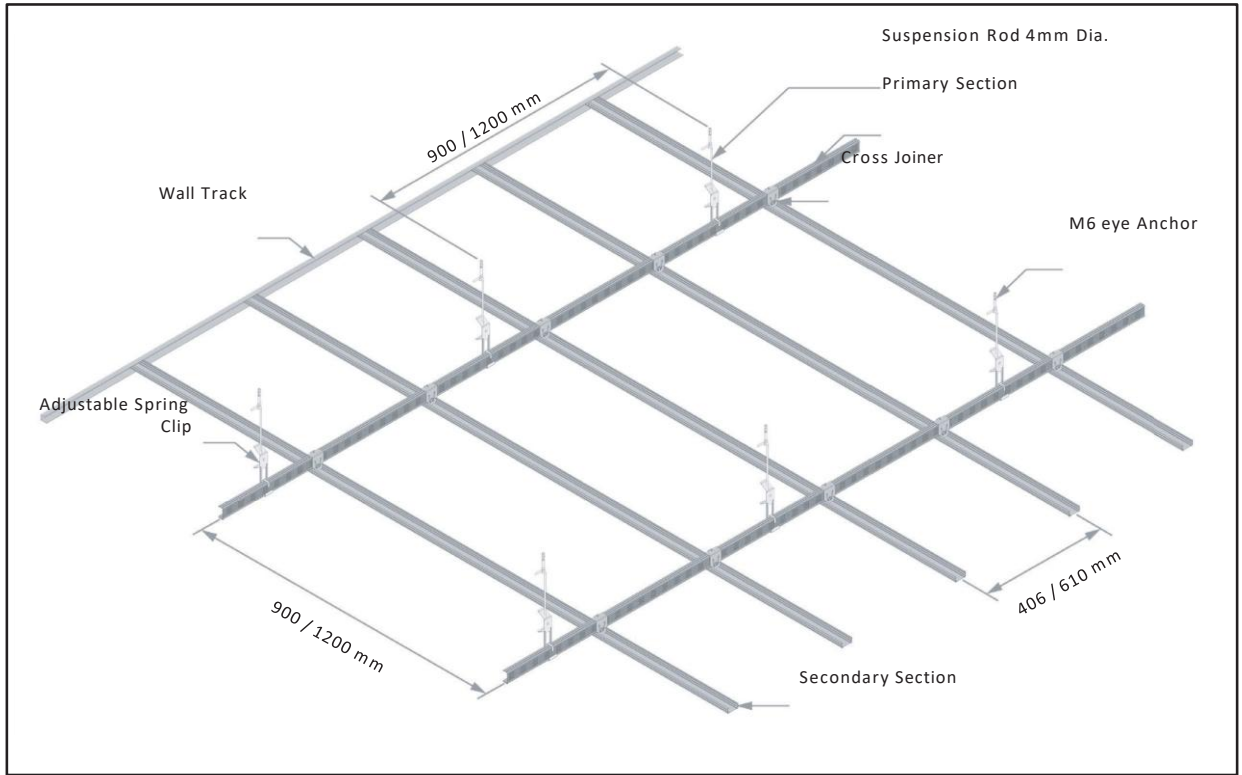 Suspension Rod 4mm Dia.
Primary Section
900 / 1200 mm
Cross Joiner
Wall Track
M6 eye Anchor
Adjustable Spring
Clip
406 / 610 mm
900 / 1200 mm
Secondary Section